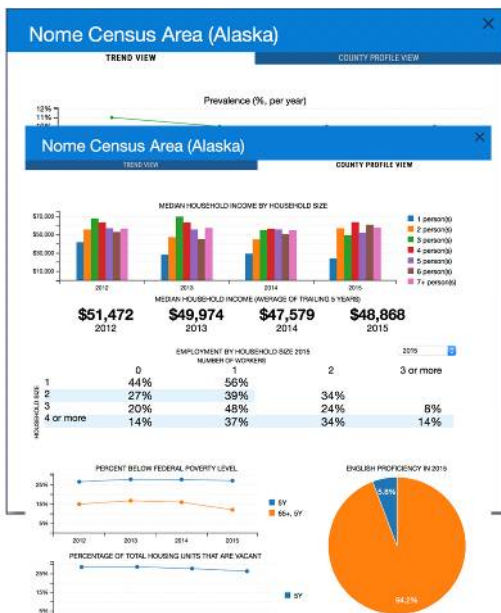 Nome Census Area (Alaska)
×
TREND VIEW COUNTY PROFILE VIEW
Prevalence (%, per year)
12%
11%
Nome Census Area (Alaska)
×
TREND VIEW COUNTY PROFILE VIEW
MEDIAN HOUSEHOLD INCOME BY HOUSEHOLD SIZE
$70,000
$50,000
$30,000
$10,000
2012 2013 2014 2015
1 person(s)
2 person(s)
3 person(s)
4 person(s)
5 person(s)
6 person(s)
7+ person(s)
MEDIAN HOUSEHOLD INCOME (AVERAGE OF TRAILING 5 YEARS)
$51,472 $49,974 $47,579 $48,868
2012 2013 2014 2015
EMPLOYMENT BY HOUSEHOLD SIZE 2015
2015
NUMBER OF WORKERS
0 1 2 3 or more
HOUSEHOLD SIZE
1 44% 56%
2 27% 39% 34%
3 20% 48% 24% 8%
4 or more 14% 37% 34% 14%
PERCENT BELOW FEDERAL POVERTY LEVEL
25%
15%
5%
2012 2013 2014 2015
5Y
65+, 5Y
ENGLISH PROFICIENCY IN 2015
5.8%
94.2%
PERCENTAGE OF TOTAL HOUSING UNITS THAT ARE VACANT
25%
15%
5Y